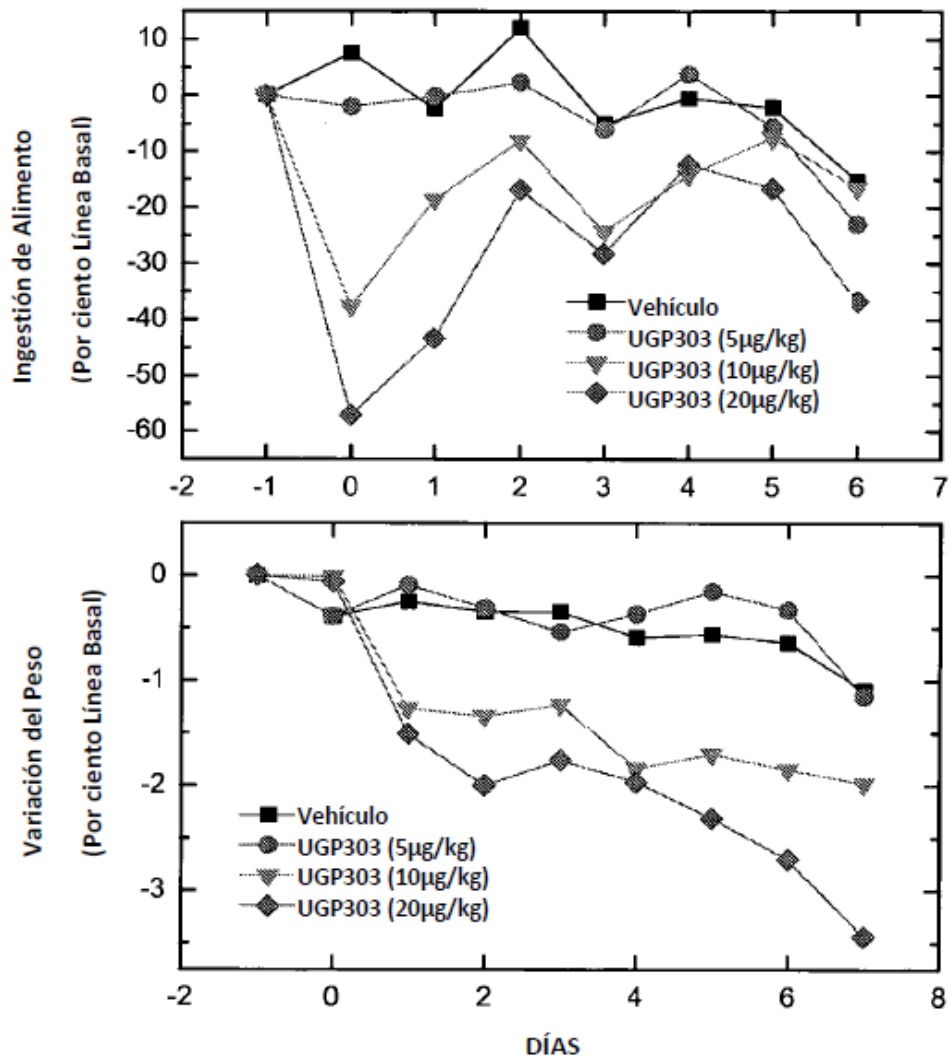 Ingestión de Alimento
(Por ciento Línea Basal)
10
0
-10
-20
-30
-40
-50
-60
Vehículo
UGP303 (5µg/kg)
UGP303 (10µg/kg)
UGP303 (20µg/kg)
-2 -1 0 1 2 3 4 5 6 7
Variación del Peso
(Por ciento Línea Basal)
0
-1
-2
-3
Vehículo
UGP303 (5µg/kg)
UGP303 (10µg/kg)
UGP303 (20µg/kg)
-2 0 2 4 6 8
DÍAS